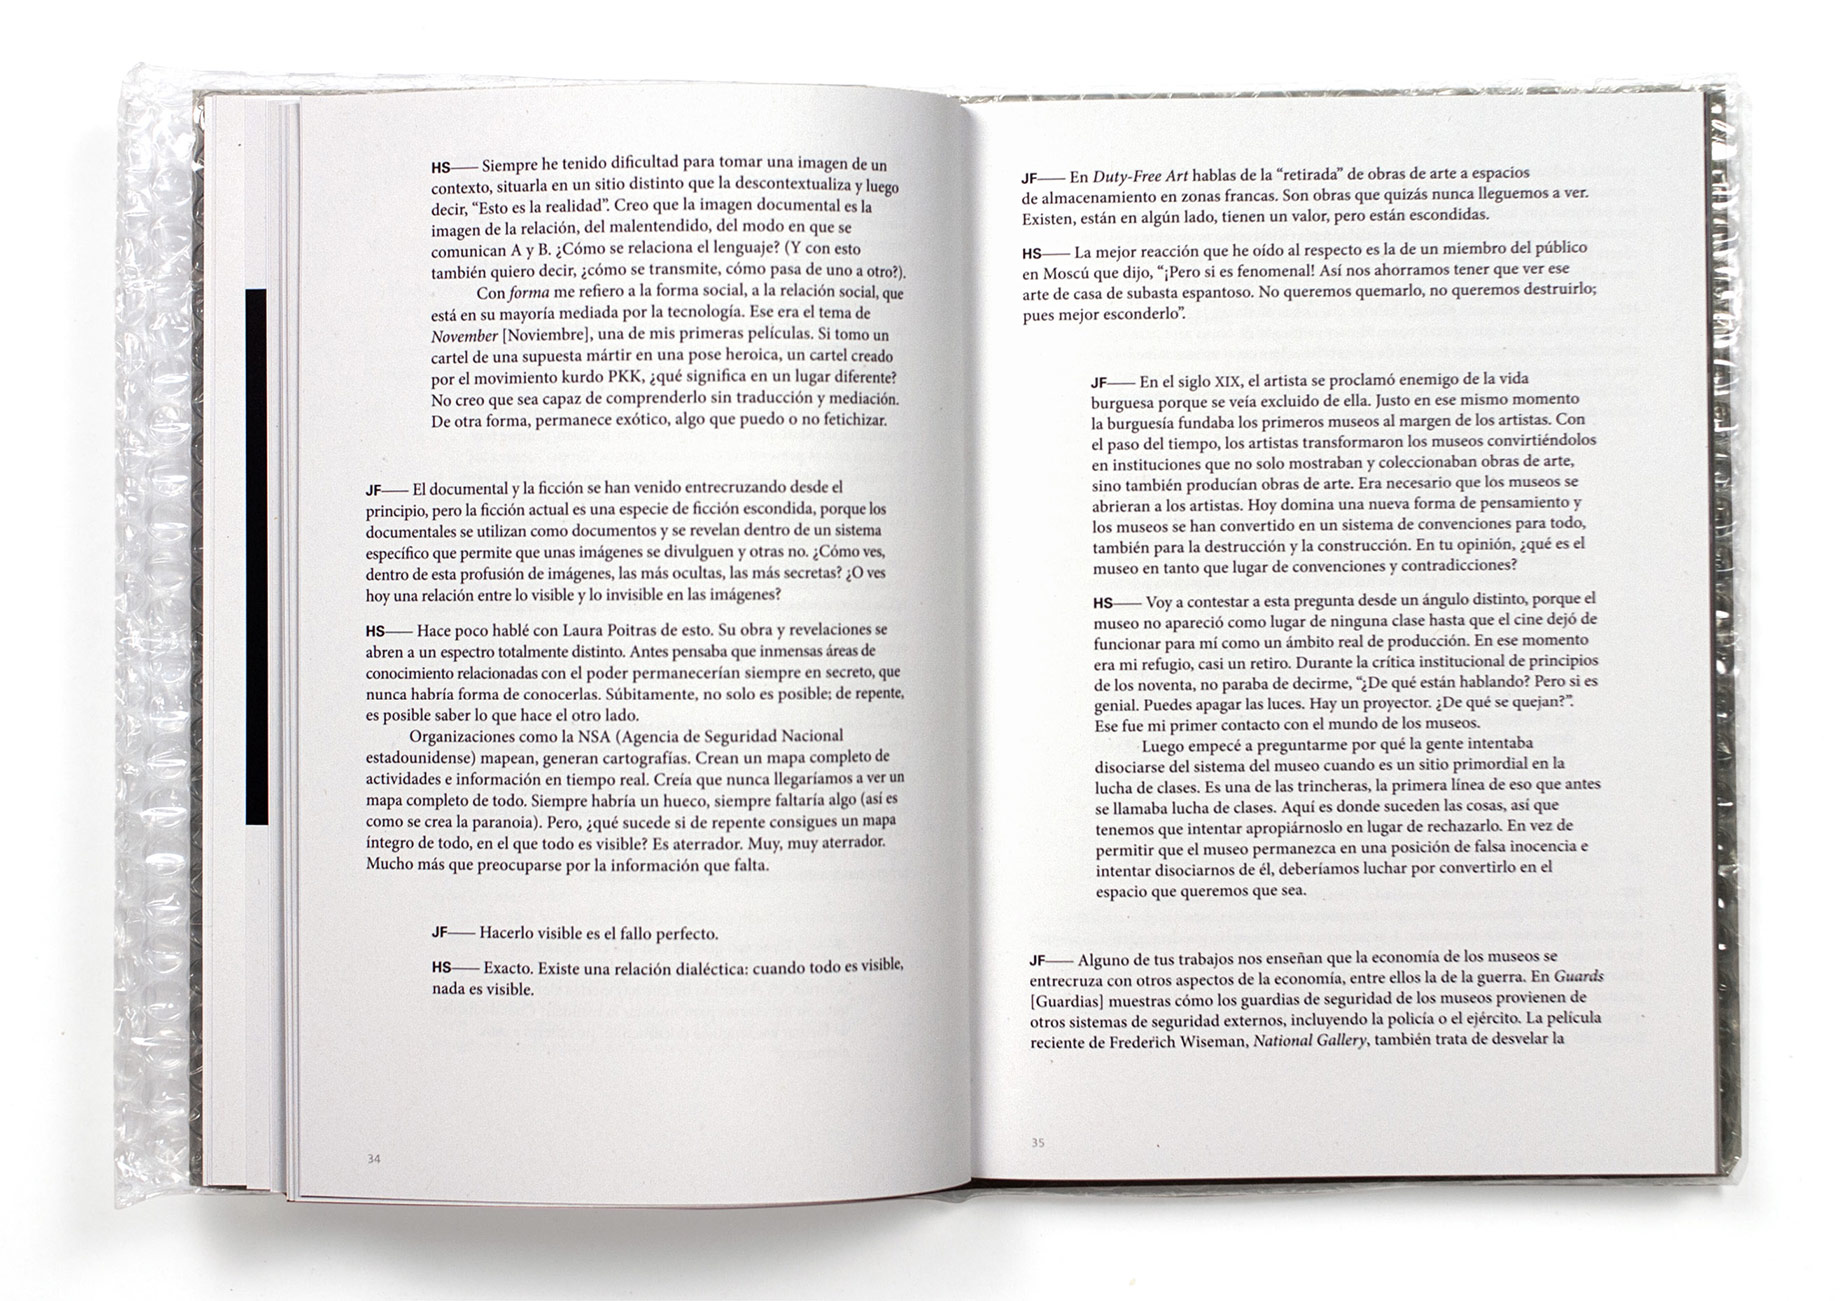 HS— Siempre he tenido dificultad para tomar una imagen de un
contexto, situarla en un sitio distinto que la descontextualiza y luego
decir, “Esto es la realidad”. Creo que la imagen documental es la
imagen de la relación, del malentendido, del modo en que se
comunican A y B. ¿Cómo se relaciona el lenguaje? (Y con esto
también quiero decir, ¿cómo se transmite, cómo pasa de uno a otro?).
Con forma me refiero a la forma social, a la relación social, que
está en su mayoría mediada por la tecnología. Ese era el tema de
November [Noviembre], una de mis primeras películas. Si tomo un
cartel de una supuesta mártir en una pose heroica, un cartel creado
por el movimiento kurdo PKK, ¿qué significa en un lugar diferente?
No creo que sea capaz de comprenderlo sin traducción y mediación.
De otra forma, permanece exótico, algo que puedo o no fetichizar.
JF— El documental y la ficción se han venido entrecruzando desde el
principio, pero la ficción actual es una especie de ficción escondida, porque los
documentales se utilizan como documentos y se revelan dentro de un sistema
específico que permite que unas imágenes se divulguen y otras no. ¿Cómo ves,
dentro de esta profusión de imágenes, las más ocultas, las más secretas? ¿O ves
hoy una relación entre lo visible y lo invisible en las imágenes?
HS— Hace poco hablé con Laura Poitras de esto. Su obra y revelaciones se
abren a un espectro totalmente distinto. Antes pensaba que inmensas áreas de
conocimiento relacionadas con el poder permanecerían siempre en secreto, que
nunca habría forma de conocerlas. Súbitamente, no solo es posible; de repente,
es posible saber lo que hace el otro lado.
Organizaciones como la NSA (Agencia de Seguridad Nacional
estadounidense) mapean, generan cartografías. Crean un mapa completo de
actividades e información en tiempo real. Creía que nunca llegaríamos a ver un
mapa completo de todo. Siempre habría un hueco, siempre faltaría algo (así es
como se crea la paranoia). Pero, ¿qué sucede si de repente consigues un mapa
íntegro de todo, en el que todo es visible? Es aterrador. Muy, muy aterrador.
Mucho más que preocuparse por la información que falta.
JF— Hacerlo visible es el fallo perfecto.
HS— Exacto. Existe una relación dialéctica: cuando todo es visible,
nada es visible.
34
JF— En Duty-Free Art hablas de la “retirada” de obras de arte a espacios
de almacenamiento en zonas francas. Son obras que quizás nunca lleguemos a ver.
Existen, están en algún lado, tienen un valor, pero están escondidas.
HS— La mejor reacción que he oído al respecto es la de un miembro del público
en Moscú que dijo, “¡Pero si es fenomenal! Así nos ahorramos tener que ver ese
arte de casa de subasta espantoso. No queremos quemarlo, no queremos destruirlo;
pues mejor esconderlo”.
JF— En el siglo XIX, el artista se proclamó enemigo de la vida
burguesa porque se veía excluido de ella. Justo en ese mismo momento
la burguesía fundaba los primeros museos al margen de los artistas. Con
el paso del tiempo, los artistas transformaron los museos convirtiéndolos
en instituciones que no solo mostraban y coleccionaban obras de arte,
sino también producían obras de arte. Era necesario que los museos se
abrieran a los artistas. Hoy domina una nueva forma de pensamiento y
los museos se han convertido en un sistema de convenciones para todo,
también para la destrucción y la construcción. En tu opinión, ¿qué es el
museo en tanto que lugar de convenciones y contradicciones?
HS— Voy a contestar a esta pregunta desde un ángulo distinto, porque el
museo no apareció como lugar de ninguna clase hasta que el cine dejó de
funcionar para mí como un ámbito real de producción. En ese momento
era mi refugio, casi un retiro. Durante la crítica institucional de principios
de los noventa, no paraba de decirme, “¿De qué están hablando? Pero si es
genial. Puedes apagar las luces. Hay un proyector. ¿De qué se quejan?”.
Ese fue mi primer contacto con el mundo de los museos.
Luego empecé a preguntarme por qué la gente intentaba
disociarse del sistema del museo cuando es un sitio primordial en la
lucha de clases. Es una de las trincheras, la primera línea de eso que antes
se llamaba lucha de clases. Aquí es donde suceden las cosas, así que
tenemos que intentar apropiárnoslo en lugar de rechazarlo. En vez de
permitir que el museo permanezca en una posición de falsa inocencia e
intentar disociarnos de él, deberíamos luchar por convertirlo en el
espacio que queremos que sea.
JF— Alguno de tus trabajos nos enseñan que la economía de los museos se
entrecruza con otros aspectos de la economía, entre ellos la de la guerra. En Guards
[Guardias] muestras cómo los guardias de seguridad de los museos provienen de
otros sistemas de seguridad externos, incluyendo la policía o el ejército. La película
reciente de Frederich Wiseman, National Gallery, también trata de desvelar la
35